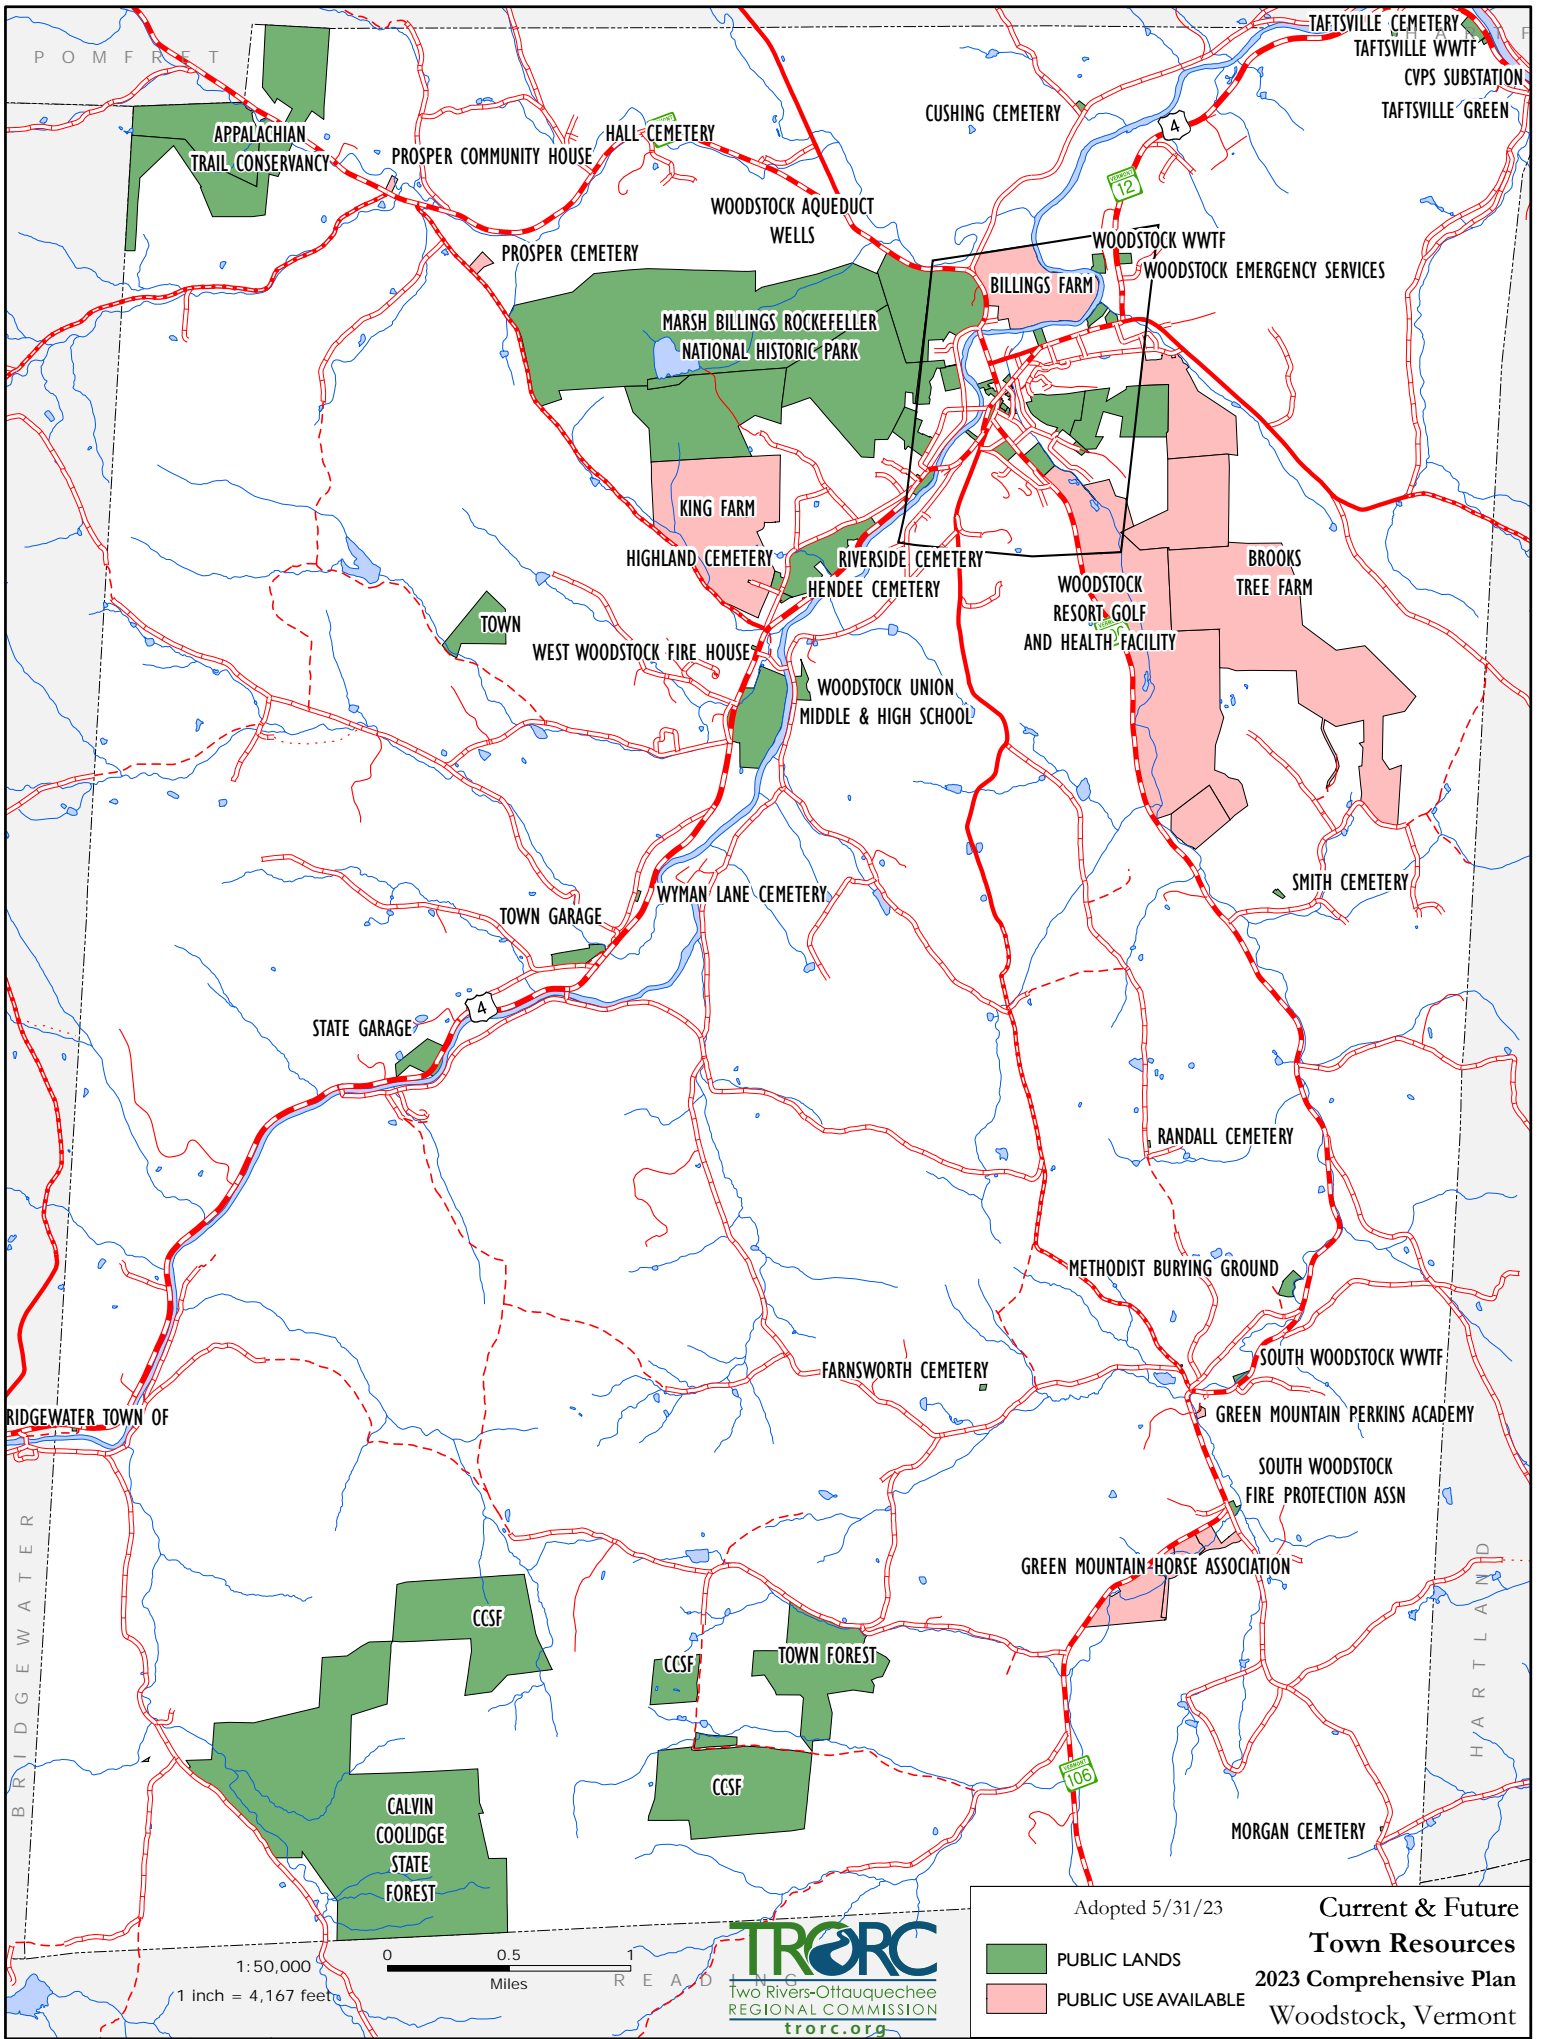 TAFTSVILLE CEMETERY
POMFRET
TAFTSVILLE WWTF
CVPS SUBSTATION
TAFTSVILLE GREEN
CUSHING CEMETERY
4
APPALACHIAN
TRAIL CONSERVANCY
HALL CEMETERY
PROSPER COMMUNITY HOUSE
VERMONT
12
WOODSTOCK AQUEDUCT
WELLS
PROSPER CEMETERY
WOODSTOCK WWTF
WOODSTOCK EMERGENCY SERVICES
BILLINGS FARM
MARSH BILLINGS ROCKEFELLER
NATIONAL HISTORIC PARK
KING FARM
HIGHLAND CEMETERY
RIVERSIDE CEMETERY
HENDEE CEMETERY
BROOKS
TREE FARM
WOODSTOCK
RESORT GOLF
AND HEALTH FACILITY
TOWN
WEST WOODSTOCK FIRE HOUSE
WOODSTOCK UNION
MIDDLE & HIGH SCHOOL
SMITH CEMETERY
WYMAN LANE CEMETERY
TOWN GARAGE
4
STATE GARAGE
RANDALL CEMETERY
METHODIST BURYING GROUND
SOUTH WOODSTOCK WWTF
FARNSWORTH CEMETERY
GREEN MOUNTAIN PERKINS ACADEMY
RIDGEWATER TOWN OF
SOUTH WOODSTOCK
FIRE PROTECTION ASSN
GREEN MOUNTAIN HORSE ASSOCIATION
BRIDGEWATER
HARTLAND
CCSF
CCSF
TOWN FOREST
CCSF
VERMONT
106
CALVIN
COOLIDGE
STATE
FOREST
MORGAN CEMETERY
1:50,000
1 inch = 4,167 feet
0 0.5 1
Miles
READING
TRORC
Two Rivers-Ottauquechee
REGIONAL COMMISSION
trorc.org
Adopted 5/31/23
PUBLIC LANDS
PUBLIC USE AVAILABLE
Current & Future
Town Resources
2023 Comprehensive Plan
Woodstock, Vermont